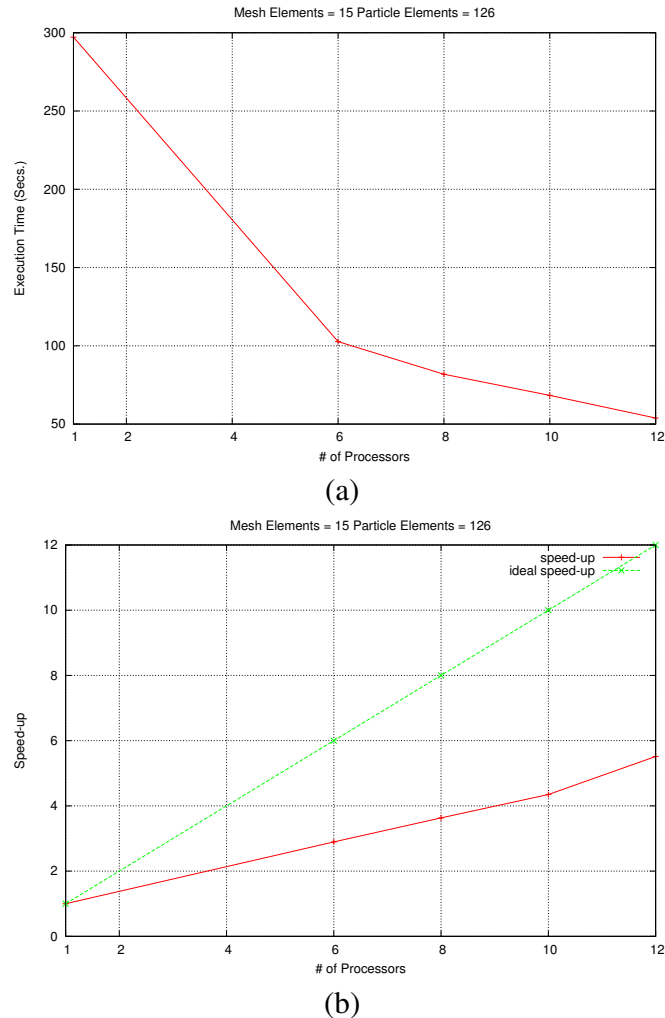 Mesh Elements = 15 Particle Elements = 126
300
250
200
150
100
50
Execution Time (Secs.)
1 2 4 6 8 10 12
# of Processors
(a)
Mesh Elements = 15 Particle Elements = 126
speed-up
ideal speed-up
12
10
8
6
4
2
0
Speed-up
1 2 4 6 8 10 12
# of Processors
(b)